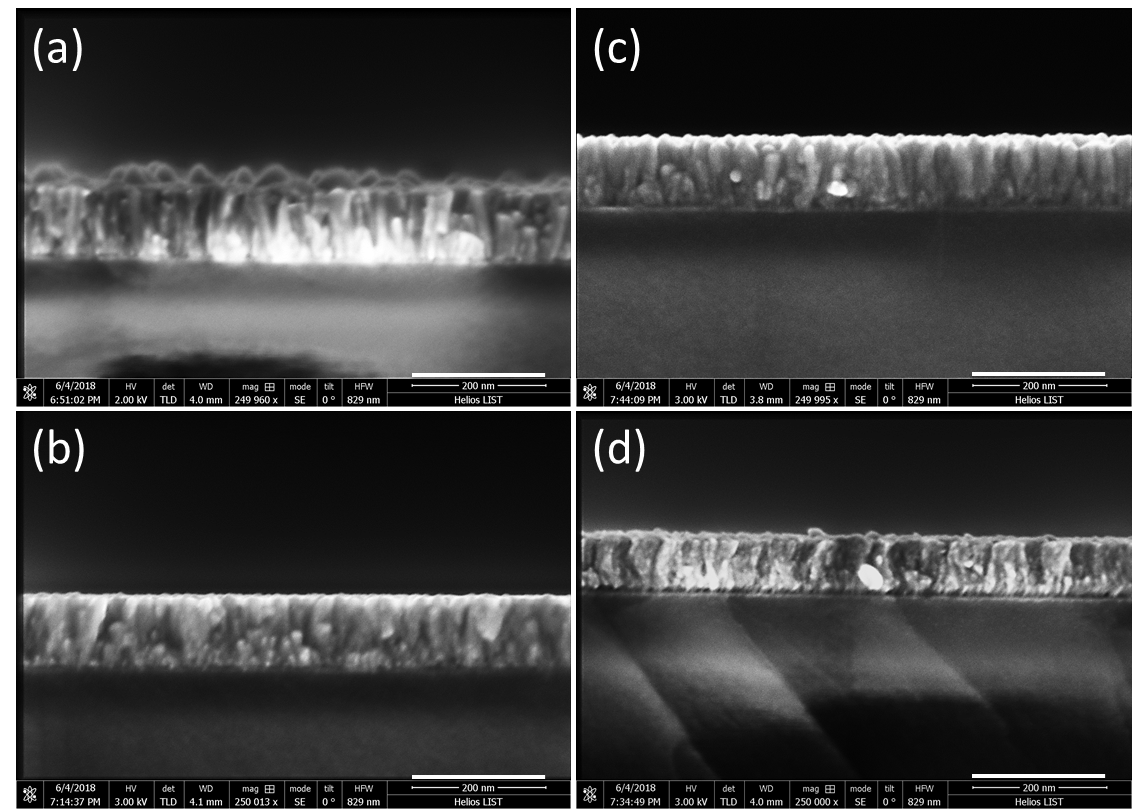 (a)
6/4/2018 HV det WD mag mode tilt HFW 200 nm
6:51:02 PM 2.00 kV TLD 4.0 mm 249 960 x SE 0 ° 829 nm Helios LIST
(c)
6/4/2018 HV det WD mag mode tilt HFW 200 nm
7:44:09 PM 3.00 kV TLD 3.8 mm 249 995 x SE 0 ° 829 nm Helios LIST
(b)
6/4/2018 HV det WD mag mode tilt HFW 200 nm
7:14:37 PM 3.00 kV TLD 4.1 mm 250 013 x SE 0 ° 829 nm Helios LIST
(d)
6/4/2018 HV det WD mag mode tilt HFW 200 nm
7:34:49 PM 3.00 kV TLD 4.0 mm 250 000 x SE 0 ° 829 nm Helios LIST